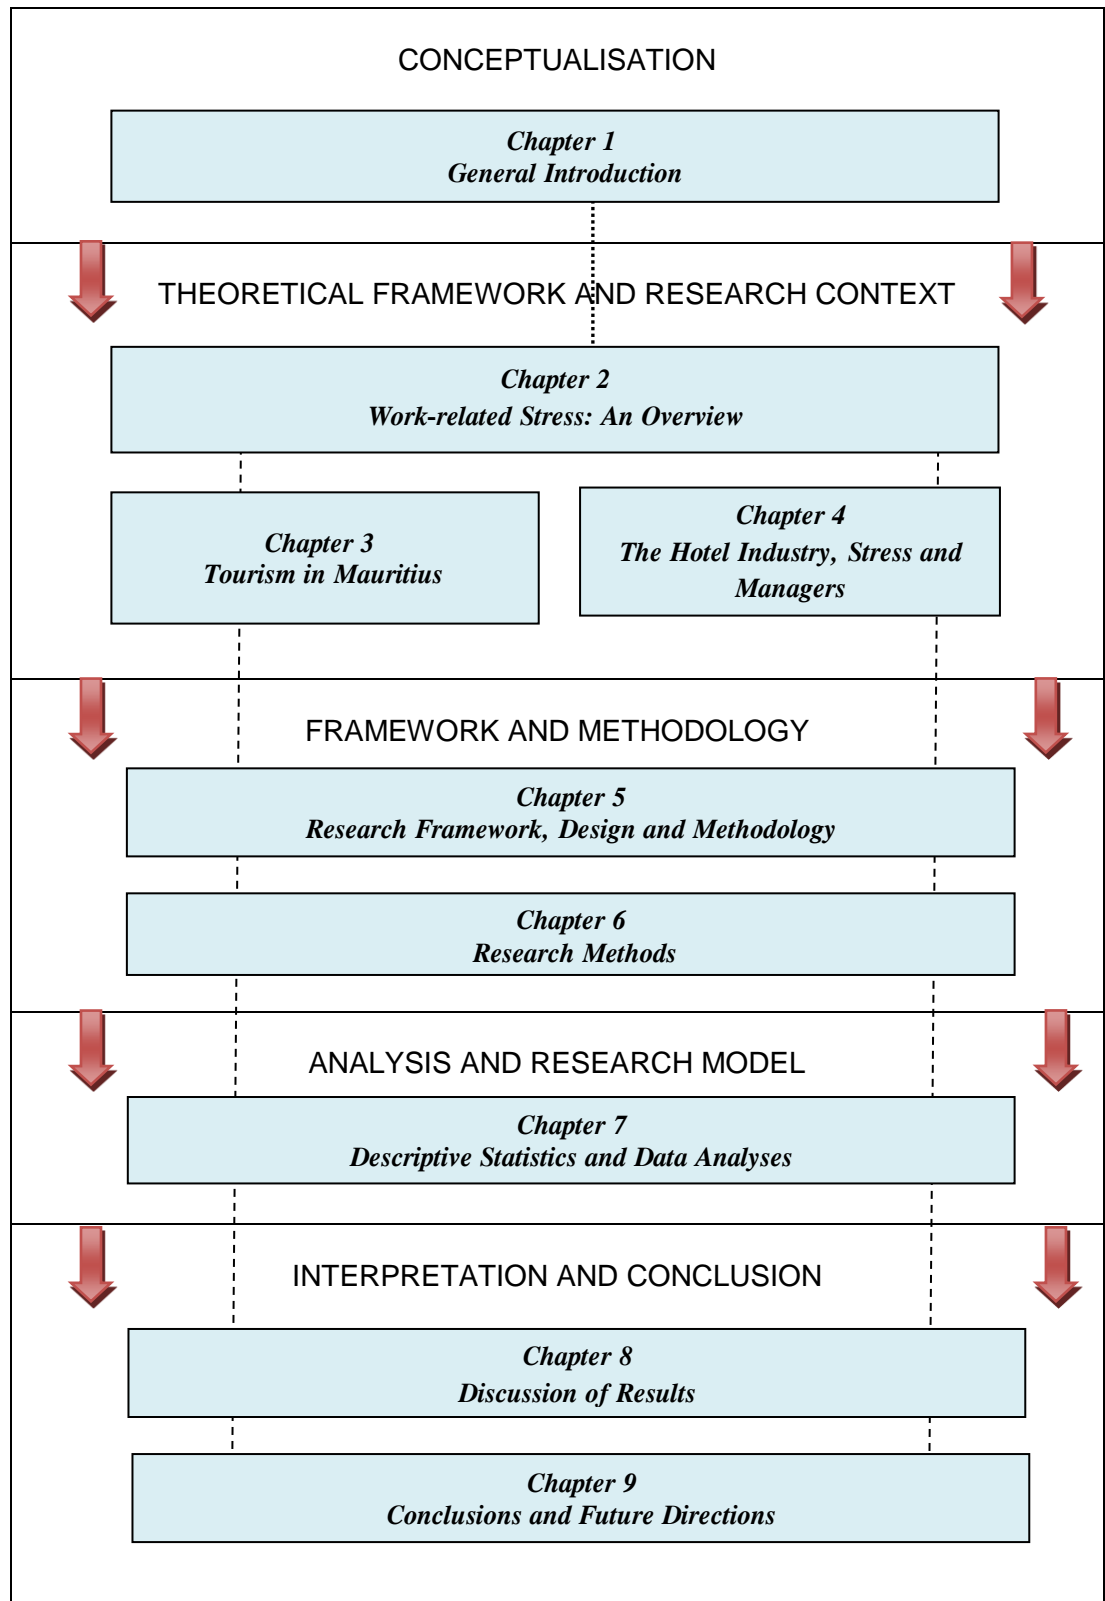 CONCEPTUALISATION
Chapter 1
General Introduction
THEORETICAL FRAMEWORK AND RESEARCH CONTEXT
Chapter 2
Work-related Stress: An Overview
Chapter 3
Tourism in Mauritius
Chapter 4
The Hotel Industry, Stress and
Managers
FRAMEWORK AND METHODOLOGY
Chapter 5
Research Framework, Design and Methodology
Chapter 6
Research Methods
ANALYSIS AND RESEARCH MODEL
Chapter 7
Descriptive Statistics and Data Analyses
INTERPRETATION AND CONCLUSION
Chapter 8
Discussion of Results
Chapter 9
Conclusions and Future Directions